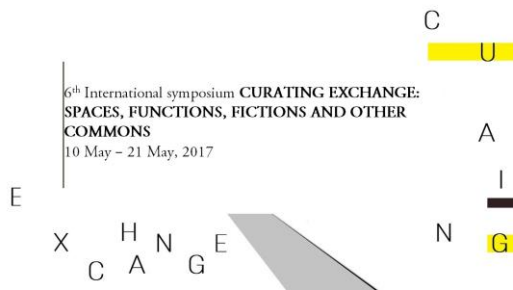 C
U
6th International symposium CURATING EXCHANGE:
SPACES, FUNCTIONS, FICTIONS AND OTHER
COMMONS
10 May – 21 May, 2017
A
I
E
X C H A N G E
N G